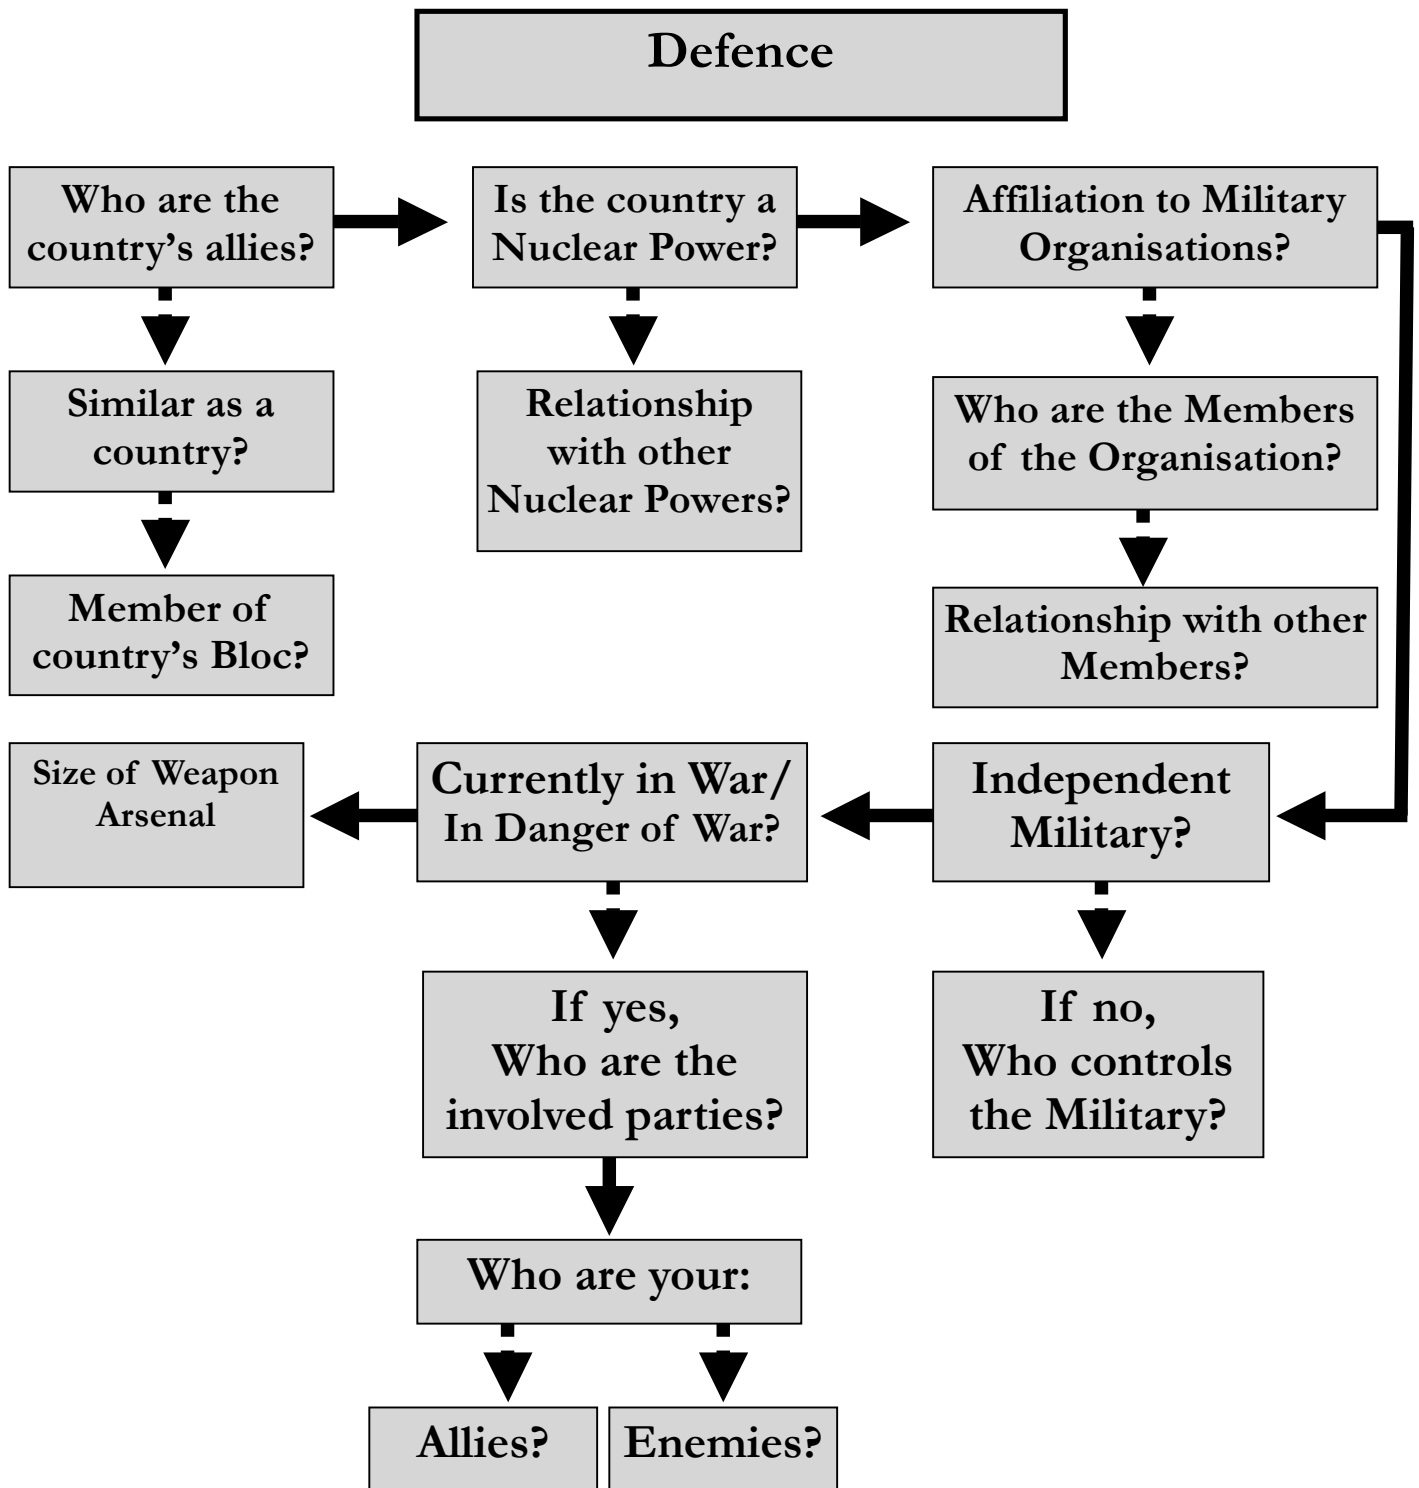 Defence
Who are the
country’s allies?
Is the country a
Nuclear Power?
Affiliation to Military
Organisations?
Similar as a
country?
Relationship
with other
Nuclear Powers?
Who are the Members
of the Organisation?
Member of
country’s Bloc?
Relationship with other
Members?
Size of Weapon
Arsenal
Currently in War/
In Danger of War?
Independent
Military?
If yes,
Who are the
involved parties?
If no,
Who controls
the Military?
Who are your:
Allies?
Enemies?